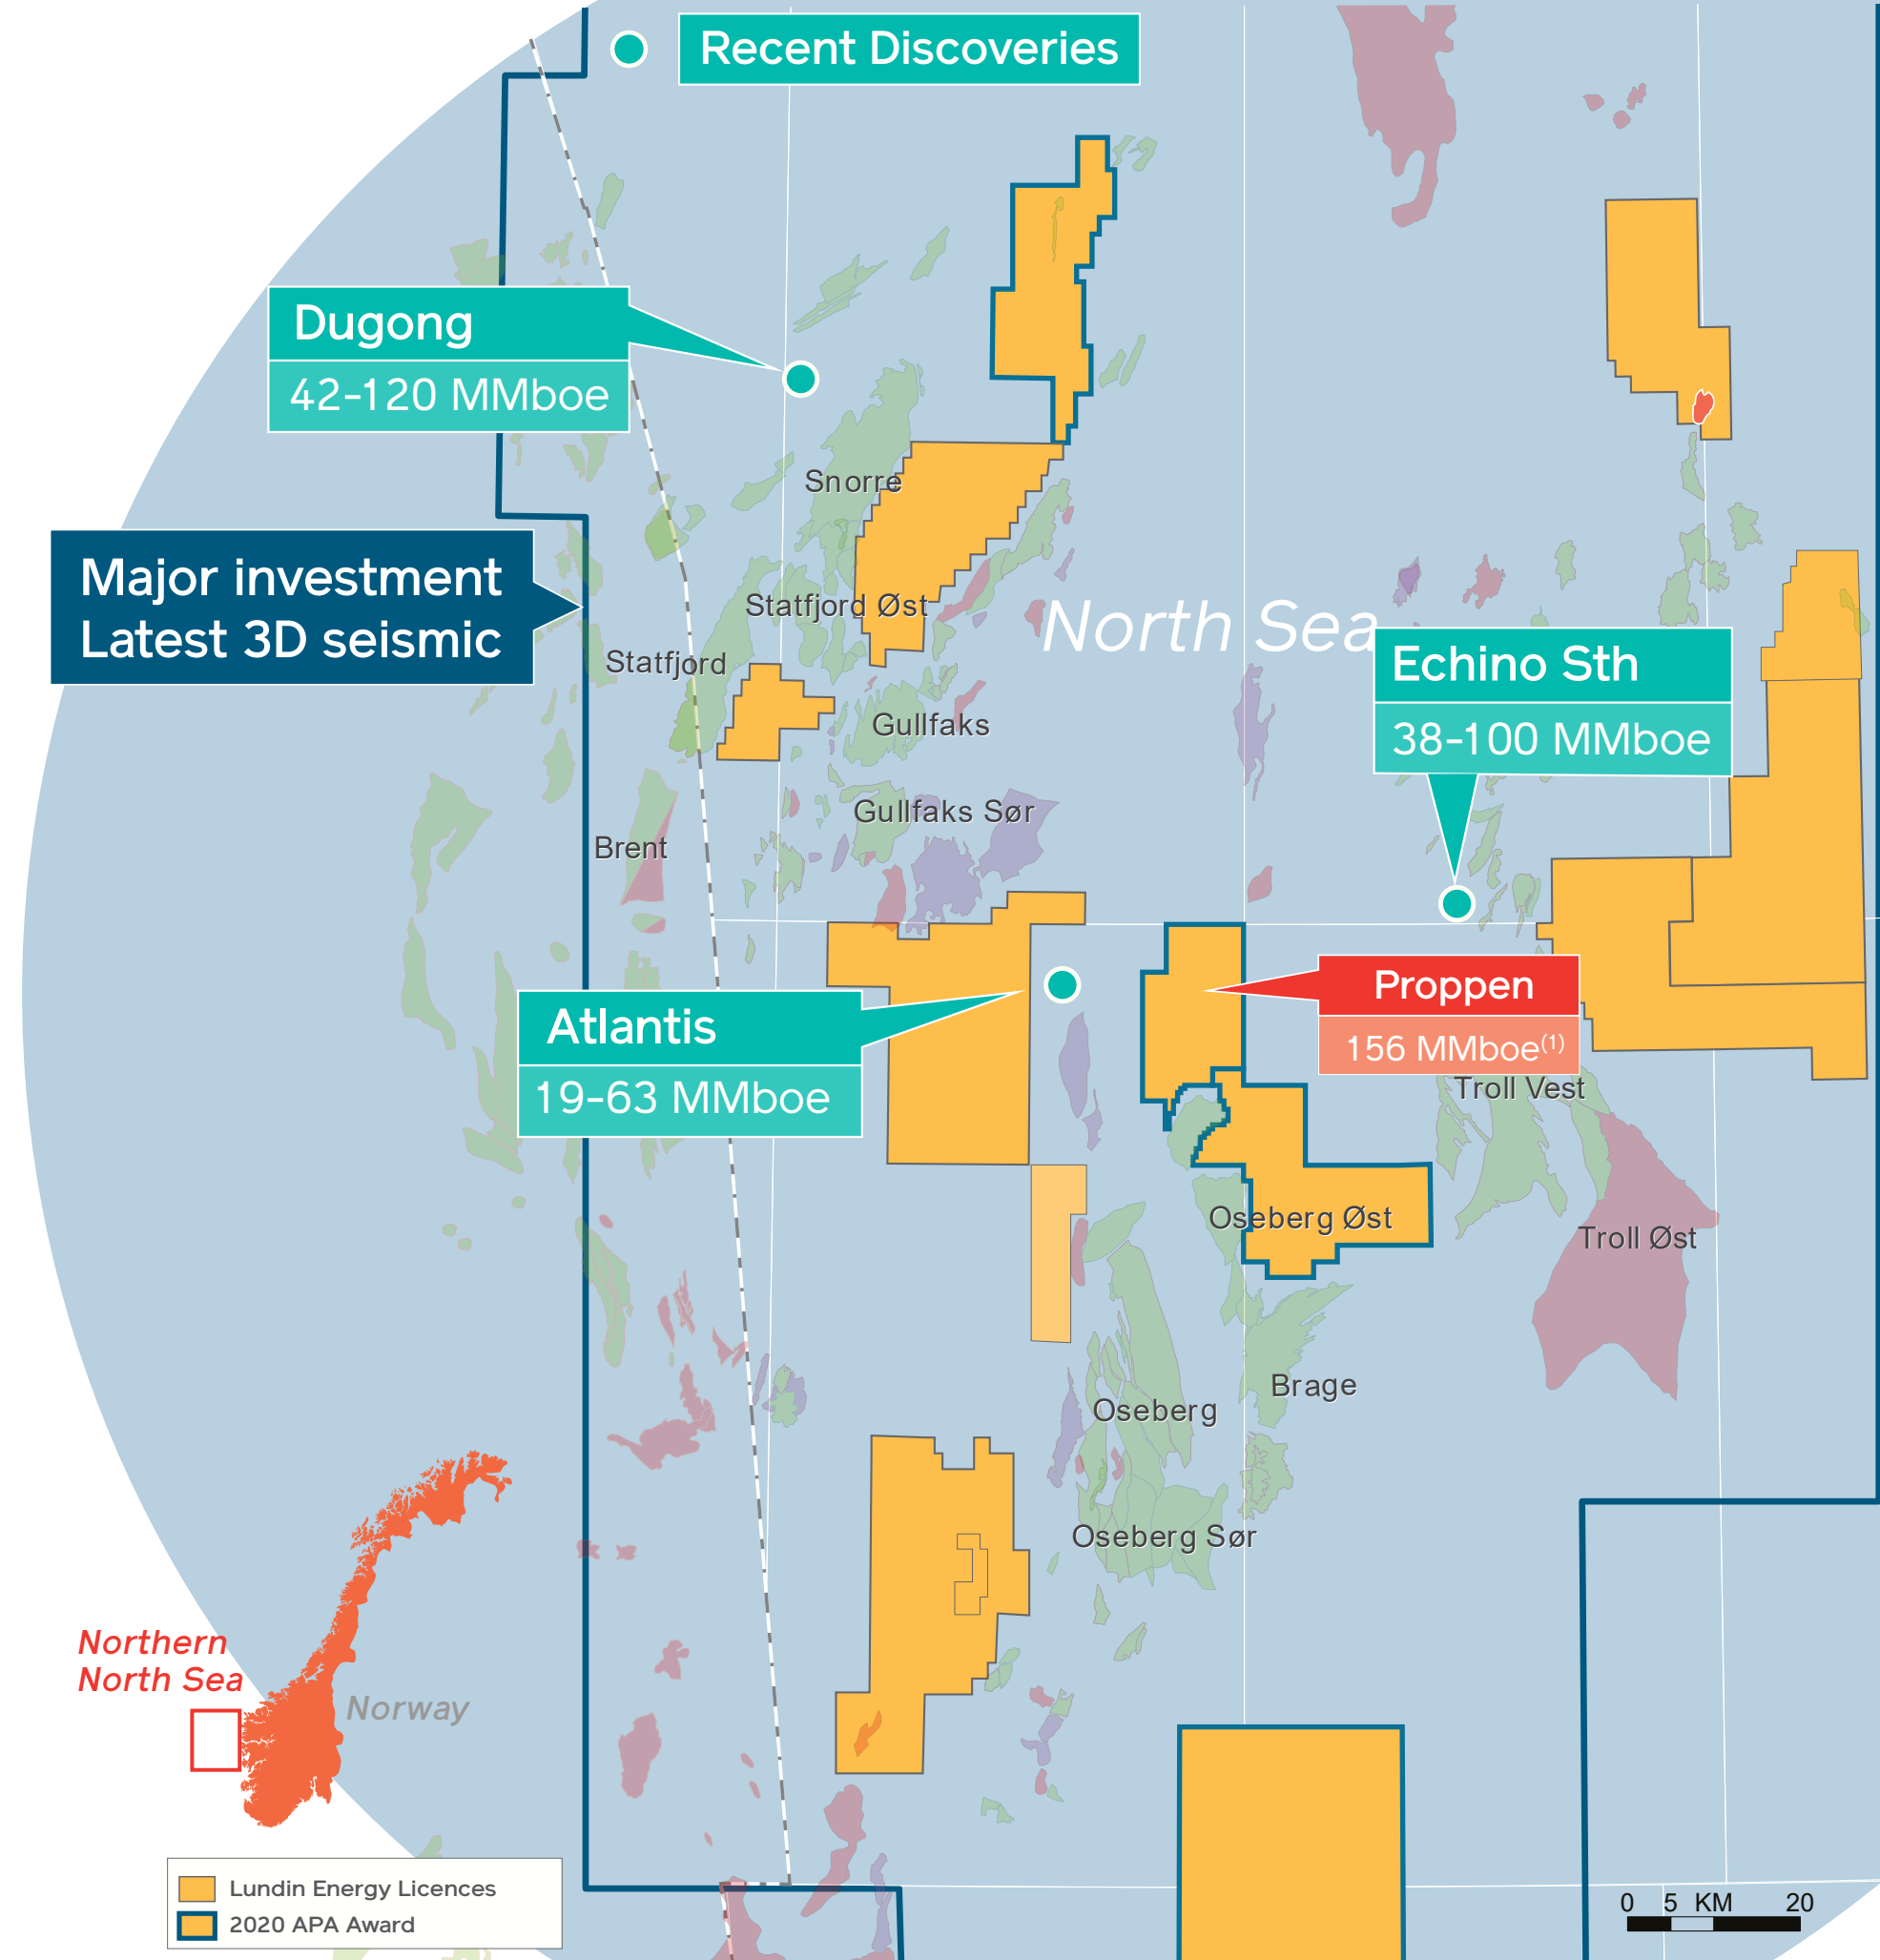 Recent Discoveries
Dugong
42-120 MMboe
Snorre
Major investment
Latest 3D seismic
Statfjord Øst
North Sea
Statfjord
Echino Sth
38-100 MMboe
Gullfaks
Gullfaks Sør
Brent
Proppen
156 MMboe(1)
Atlantis
19-63 MMboe
Troll Vest
Oseberg Øst
Troll Øst
Brage
Oseberg
Oseberg Sør
Northern
North Sea
Norway
Lundin Energy Licences
2020 APA Award
0 5 KM 20